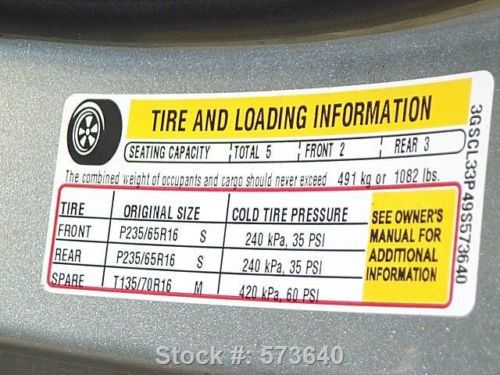 TIRE AND LOADING INFORMATION
SEATING CAPACITY TOTAL 5 FRONT 2 REAR 3
The combined weight of occupants and cargo should never exceed 491 kg or 1082 lbs.
TIRE ORIGINAL SIZE COLD TIRE PRESSURE
FRONT P235/65R16 S 240 kPa, 35 PSI
REAR P235/65R16 S 240 kPa, 35 PSI
SPARE T135/70R16 M 420 kPa, 60 PSI
SEE OWNER'S
MANUAL FOR
ADDITIONAL
INFORMATION
3GSCL33P49S573640
Stock #: 573640